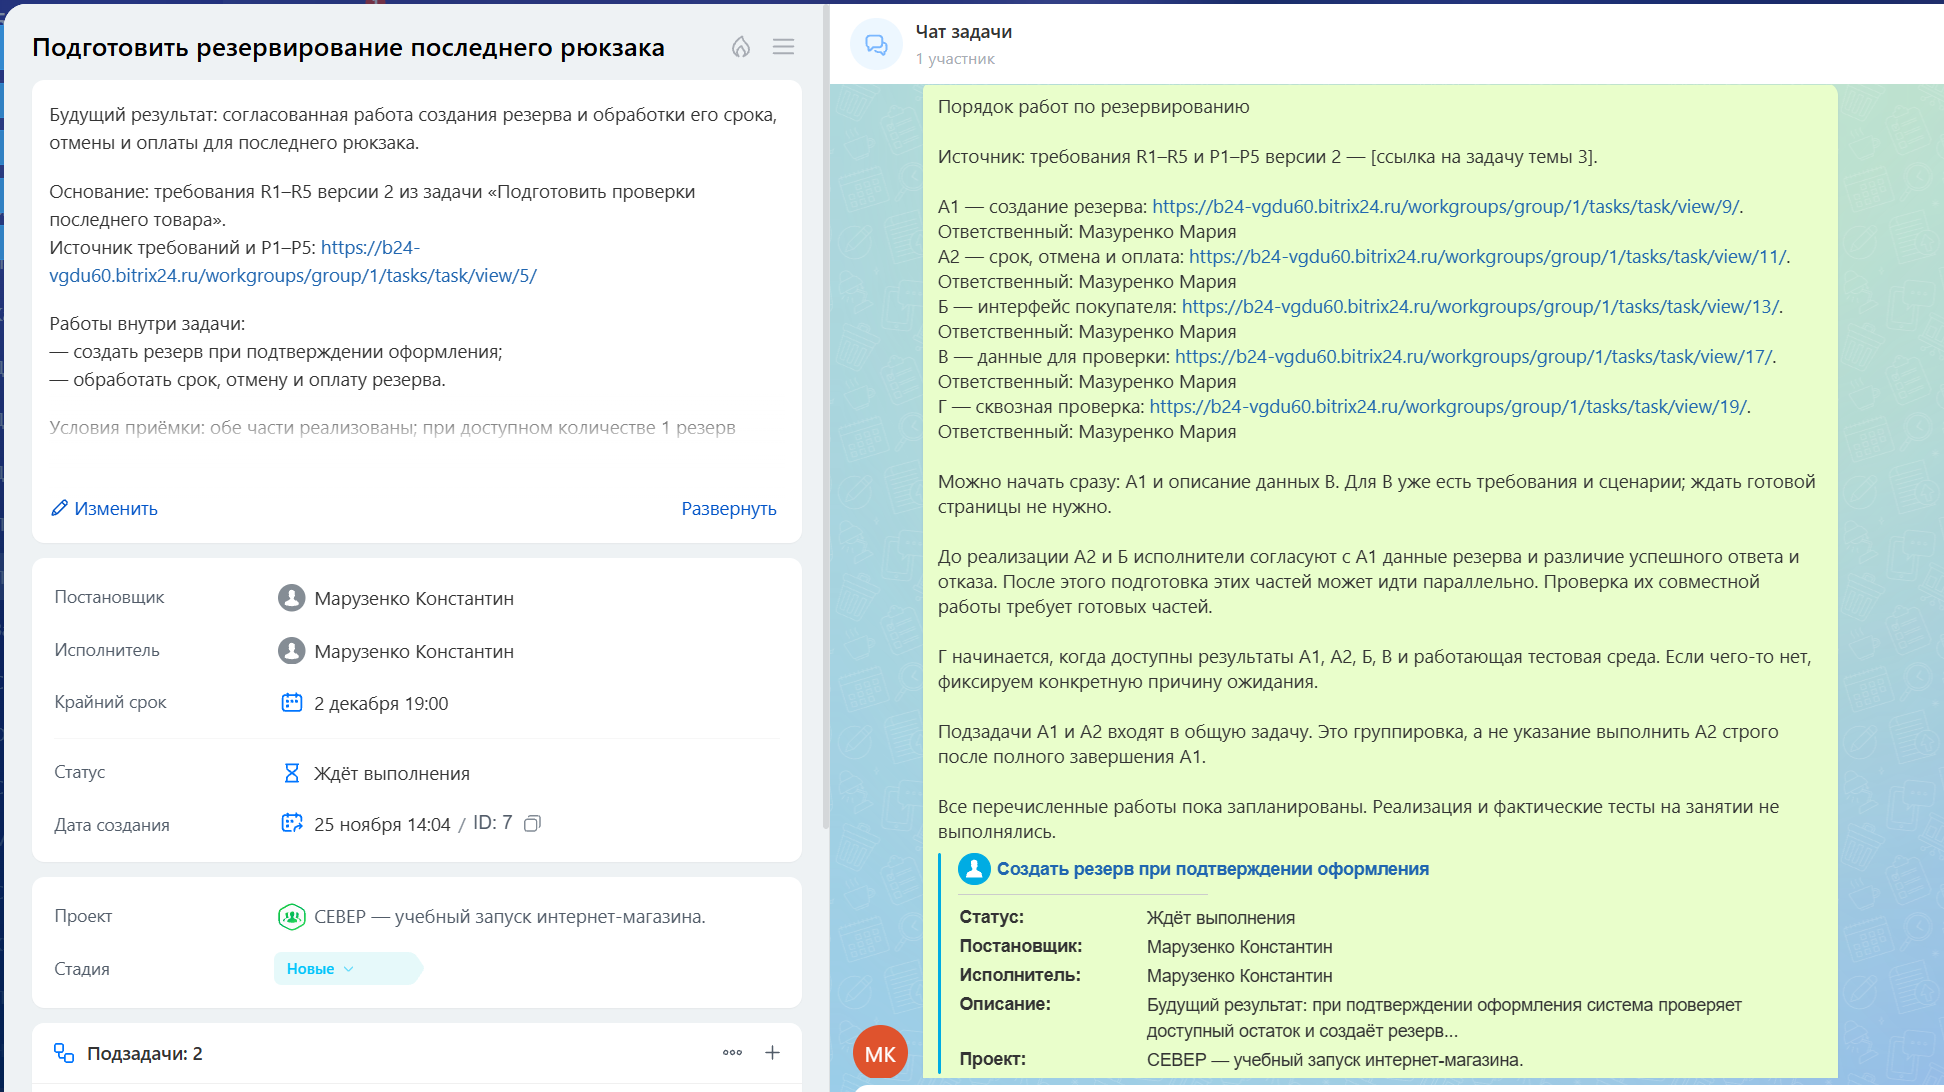 Подготовить резервирование последнего рюкзака
Будущий результат: согласованная работа создания резерва и обработки его срока,
отмены и оплаты для последнего рюкзака.
Основание: требования R1–R5 версии 2 из задачи «Подготовить проверки
последнего товара».
Источник требований и P1–P5: https://b24-
vgdu60.bitrix24.ru/workgroups/group/1/tasks/task/view/5/
Работы внутри задачи:
— создать резерв при подтверждении оформления;
— обработать срок, отмену и оплату резерва.
Условия приёмки: обе части реализованы; при доступном количестве 1 резерв
Изменить
Развернуть
Постановщик
Марузенко Константин
Исполнитель
Марузенко Константин
Крайний срок
2 декабря 19:00
Статус
Ждёт выполнения
Дата создания
25 ноября 14:04 / ID: 7
Проект
СЕВЕР — учебный запуск интернет-магазина.
Стадия
Новые
Подзадачи: 2
Чат задачи
1 участник
Порядок работ по резервированию
Источник: требования R1–R5 и P1–P5 версии 2 — [ссылка на задачу темы 3].
А1 — создание резерва: https://b24-vgdu60.bitrix24.ru/workgroups/group/1/tasks/task/view/9/.
Ответственный: Мазуренко Мария
А2 — срок, отмена и оплата: https://b24-vgdu60.bitrix24.ru/workgroups/group/1/tasks/task/view/11/.
Ответственный: Мазуренко Мария
Б — интерфейс покупателя: https://b24-vgdu60.bitrix24.ru/workgroups/group/1/tasks/task/view/13/.
Ответственный: Мазуренко Мария
В — данные для проверки: https://b24-vgdu60.bitrix24.ru/workgroups/group/1/tasks/task/view/17/.
Ответственный: Мазуренко Мария
Г — сквозная проверка: https://b24-vgdu60.bitrix24.ru/workgroups/group/1/tasks/task/view/19/.
Ответственный: Мазуренко Мария
Можно начать сразу: А1 и описание данных В. Для В уже есть требования и сценарии; ждать готовой
страницы не нужно.
До реализации А2 и Б исполнители согласуют с А1 данные резерва и различие успешного ответа и
отказа. После этого подготовка этих частей может идти параллельно. Проверка их совместной
работы требует готовых частей.
Г начинается, когда доступны результаты А1, А2, Б, В и работающая тестовая среда. Если чего-то нет,
фиксируем конкретную причину ожидания.
Подзадачи А1 и А2 входят в общую задачу. Это группировка, а не указание выполнить А2 строго
после полного завершения А1.
Все перечисленные работы пока запланированы. Реализация и фактические тесты на занятии не
выполнялись.
Создать резерв при подтверждении оформления
Статус: Ждёт выполнения
Постановщик: Марузенко Константин
Исполнитель: Марузенко Константин
Описание: Будущий результат: при подтверждении оформления система проверяет
доступный остаток и создаёт резерв...
Проект: СЕВЕР — учебный запуск интернет-магазина.
МК